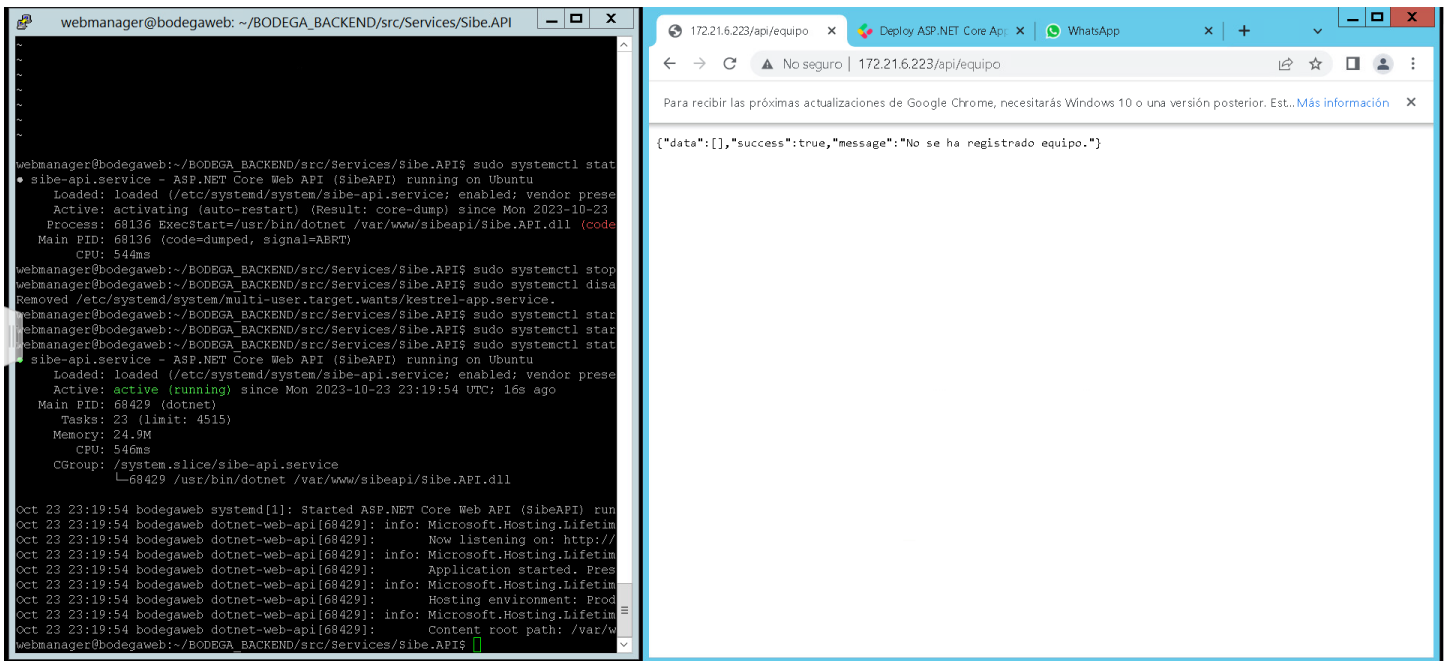 webmanager@bodegaweb: ~/BODEGA_BACKEND/src/Services/Sibe.API
~
~
~
~
~
~
~
webmanager@bodegaweb:~/BODEGA_BACKEND/src/Services/Sibe.API$ sudo systemctl stat
● sibe-api.service - ASP.NET Core Web API (SibeAPI) running on Ubuntu
Loaded: loaded (/etc/systemd/system/sibe-api.service; enabled; vendor prese
Active: activating (auto-restart) (Result: core-dump) since Mon 2023-10-23
Process: 68136 ExecStart=/usr/bin/dotnet /var/www/sibeapi/Sibe.API.dll (code
Main PID: 68136 (code=dumped, signal=ABRT)
CPU: 544ms
webmanager@bodegaweb:~/BODEGA_BACKEND/src/Services/Sibe.API$ sudo systemctl stop
webmanager@bodegaweb:~/BODEGA_BACKEND/src/Services/Sibe.API$ sudo systemctl disa
Removed /etc/systemd/system/multi-user.target.wants/kestrel-app.service.
webmanager@bodegaweb:~/BODEGA_BACKEND/src/Services/Sibe.API$ sudo systemctl star
webmanager@bodegaweb:~/BODEGA_BACKEND/src/Services/Sibe.API$ sudo systemctl star
webmanager@bodegaweb:~/BODEGA_BACKEND/src/Services/Sibe.API$ sudo systemctl stat
● sibe-api.service - ASP.NET Core Web API (SibeAPI) running on Ubuntu
Loaded: loaded (/etc/systemd/system/sibe-api.service; enabled; vendor prese
Active: active (running) since Mon 2023-10-23 23:19:54 UTC; 16s ago
Main PID: 68429 (dotnet)
Tasks: 23 (limit: 4515)
Memory: 24.9M
CPU: 546ms
CGroup: /system.slice/sibe-api.service
└─68429 /usr/bin/dotnet /var/www/sibeapi/Sibe.API.dll
Oct 23 23:19:54 bodegaweb systemd[1]: Started ASP.NET Core Web API (SibeAPI) run
Oct 23 23:19:54 bodegaweb dotnet-web-api[68429]: info: Microsoft.Hosting.Lifetim
Oct 23 23:19:54 bodegaweb dotnet-web-api[68429]: Now listening on: http://
Oct 23 23:19:54 bodegaweb dotnet-web-api[68429]: info: Microsoft.Hosting.Lifetim
Oct 23 23:19:54 bodegaweb dotnet-web-api[68429]: Application started. Pres
Oct 23 23:19:54 bodegaweb dotnet-web-api[68429]: info: Microsoft.Hosting.Lifetim
Oct 23 23:19:54 bodegaweb dotnet-web-api[68429]: Hosting environment: Prod
Oct 23 23:19:54 bodegaweb dotnet-web-api[68429]: info: Microsoft.Hosting.Lifetim
Oct 23 23:19:54 bodegaweb dotnet-web-api[68429]: Content root path: /var/w
webmanager@bodegaweb:~/BODEGA_BACKEND/src/Services/Sibe.API$
172.21.6.223/api/equipo
Deploy ASP.NET Core Ap
WhatsApp
No seguro | 172.21.6.223/api/equipo
Para recibir las próximas actualizaciones de Google Chrome, necesitarás Windows 10 o una versión posterior. Est... Más información
{"data":[],"success":true,"message":"No se ha registrado equipo."}